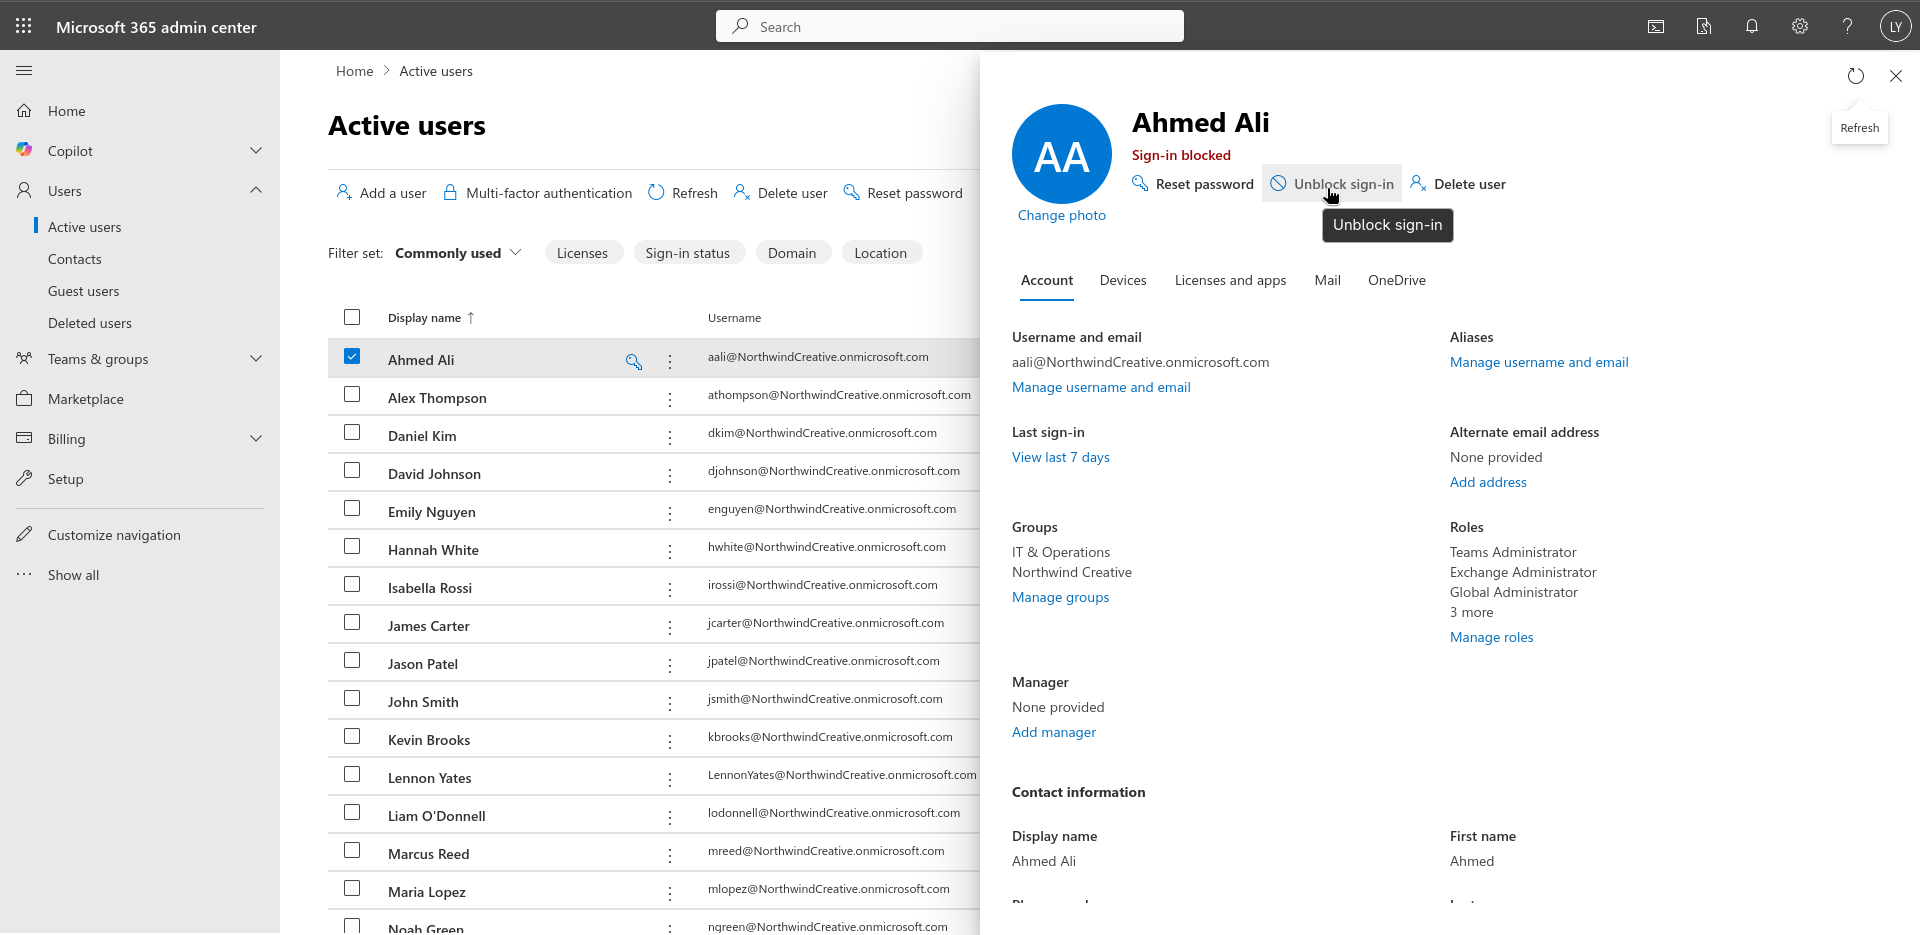 Microsoft 365 admin center
Search
LY
Home
Copilot
Users
Active users
Contacts
Guest users
Deleted users
Teams & groups
Marketplace
Billing
Setup
Customize navigation
Show all
Home > Active users
Active users
Add a user
Multi-factor authentication
Refresh
Delete user
Reset password
Filter set: Commonly used
Licenses
Sign-in status
Domain
Location
Display name ↑ Username
Ahmed Ali aali@NorthwindCreative.onmicrosoft.com
Alex Thompson athompson@NorthwindCreative.onmicrosoft.com
Daniel Kim dkim@NorthwindCreative.onmicrosoft.com
David Johnson djohnson@NorthwindCreative.onmicrosoft.com
Emily Nguyen enguyen@NorthwindCreative.onmicrosoft.com
Hannah White hwhite@NorthwindCreative.onmicrosoft.com
Isabella Rossi irossi@NorthwindCreative.onmicrosoft.com
James Carter jcarter@NorthwindCreative.onmicrosoft.com
Jason Patel jpatel@NorthwindCreative.onmicrosoft.com
John Smith jsmith@NorthwindCreative.onmicrosoft.com
Kevin Brooks kbrooks@NorthwindCreative.onmicrosoft.com
Lennon Yates LennonYates@NorthwindCreative.onmicrosoft.com
Liam O'Donnell lodonnell@NorthwindCreative.onmicrosoft.com
Marcus Reed mreed@NorthwindCreative.onmicrosoft.com
Maria Lopez mlopez@NorthwindCreative.onmicrosoft.com
Noah Green ngreen@NorthwindCreative.onmicrosoft.com
Refresh
AA
Change photo
Ahmed Ali
Sign-in blocked
Reset password
Unblock sign-in
Delete user
Unblock sign-in
Account
Devices
Licenses and apps
Mail
OneDrive
Username and email
aali@NorthwindCreative.onmicrosoft.com
Manage username and email
Aliases
Manage username and email
Last sign-in
View last 7 days
Alternate email address
None provided
Add address
Groups
IT & Operations
Northwind Creative
Manage groups
Roles
Teams Administrator
Exchange Administrator
Global Administrator
3 more
Manage roles
Manager
None provided
Add manager
Contact information
Display name
Ahmed Ali
First name
Ahmed